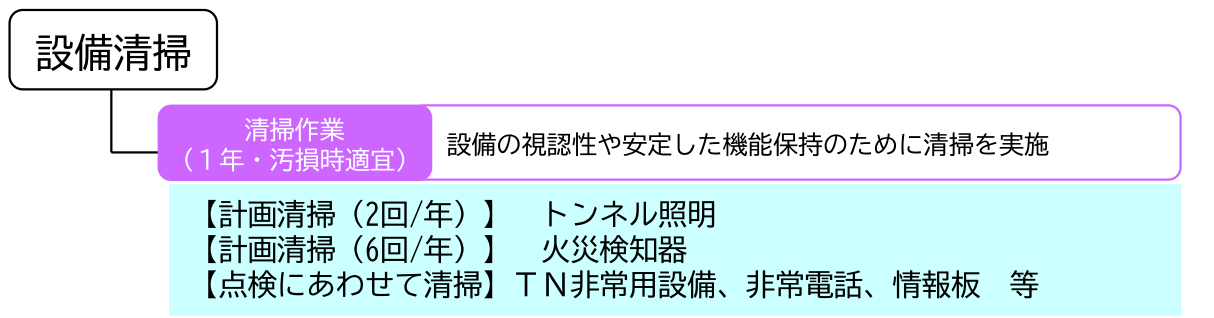 設備清掃
清掃作業
（１年・汚損時適宜）
設備の視認性や安定した機能保持のために清掃を実施
【計画清掃（2回/年）】　トンネル照明
【計画清掃（6回/年）】　火災検知器
【点検にあわせて清掃】ＴＮ非常用設備、非常電話、情報板　等